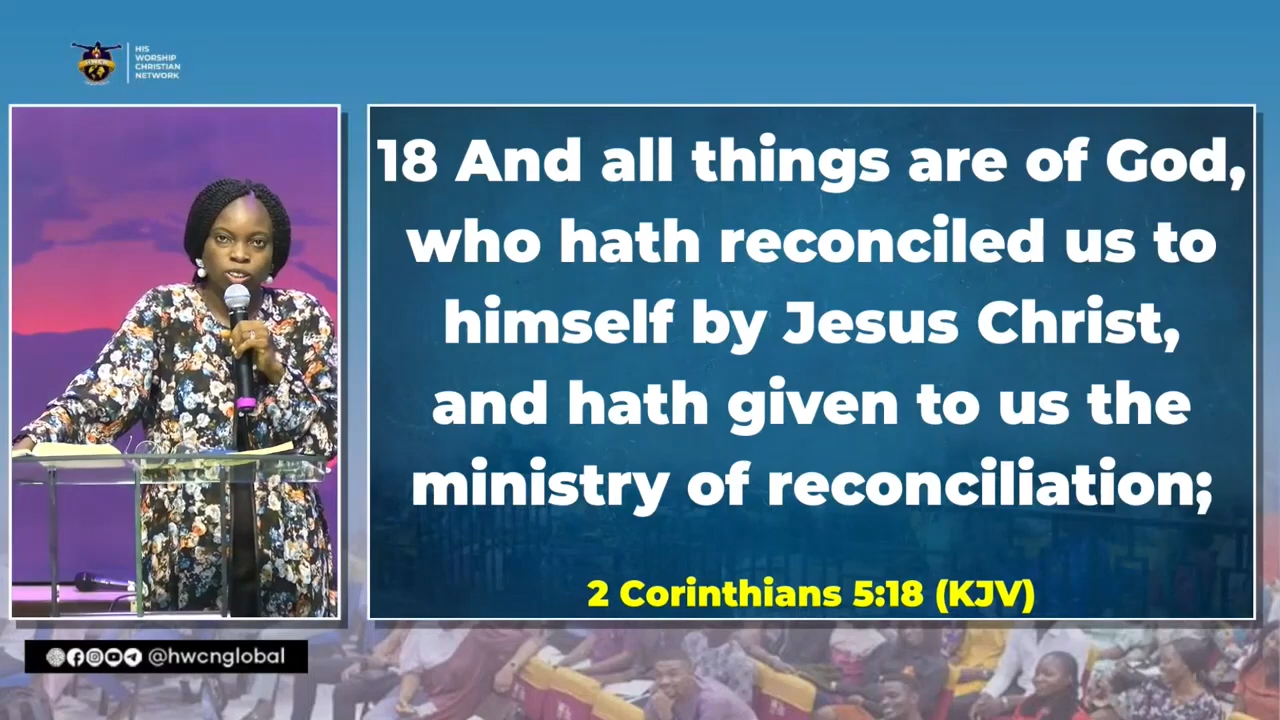 HIS
WORSHIP
CHRISTIAN
NETWORK
18 And all things are of God,
who hath reconciled us to
himself by Jesus Christ,
and hath given to us the
ministry of reconciliation;
2 Corinthians 5:18 (KJV)
@hwcnglobal